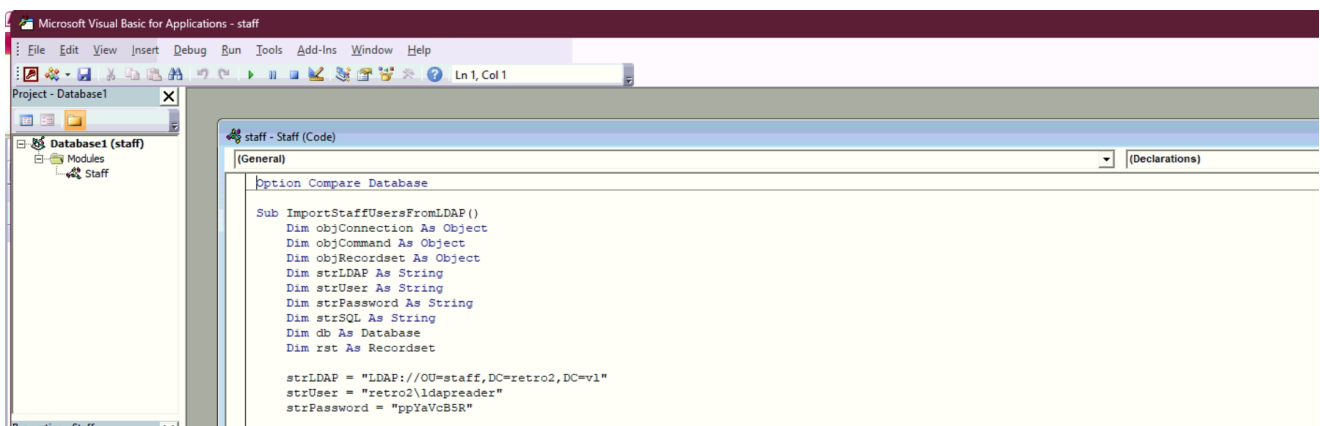 Microsoft Visual Basic for Applications - staff
File Edit View Insert Debug Run Tools Add-Ins Window Help
Ln 1, Col 1
Project - Database1
staff - Staff (Code)
Database1 (staff)
Modules
Staff
(General) (Declarations)
Option Compare Database
Sub ImportStaffUsersFromLDAP()
Dim objConnection As Object
Dim objCommand As Object
Dim objRecordset As Object
Dim strLDAP As String
Dim strUser As String
Dim strPassword As String
Dim strSQL As String
Dim db As Database
Dim rst As Recordset
strLDAP = "LDAP://OU=staff,DC=retro2,DC=vl"
strUser = "retro2\ldapreader"
strPassword = "ppYaVcB5R"